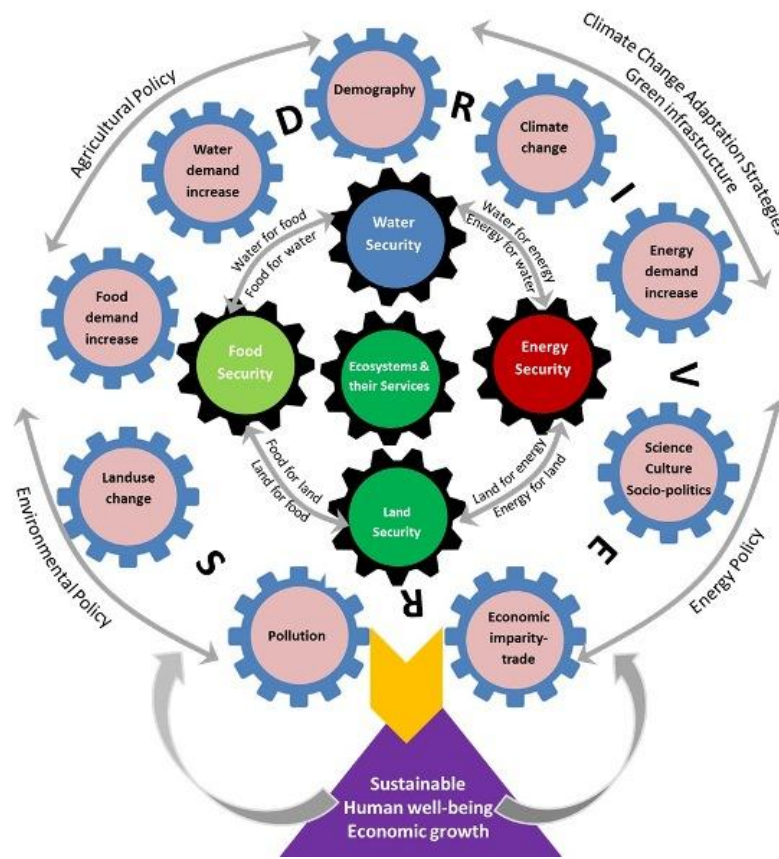 Demography
D
R
I
V
E
R
S
Climate
change
Energy
demand
increase
Science
Culture
Socio-politics
Economic
imparity-
trade
Pollution
Landuse
change
Food
demand
increase
Water
demand
increase
Agricultural Policy
Climate Change Adaptation Strategies
Green infrastructure
Energy Policy
Environmental Policy
Water
Security
Water for food
Food for water
Water for energy
Energy for water
Food
Security
Ecosystems &
their Services
Energy
Security
Food for land
Land for food
Land for energy
Energy for land
Land
Security
Sustainable
Human well-being
Economic growth